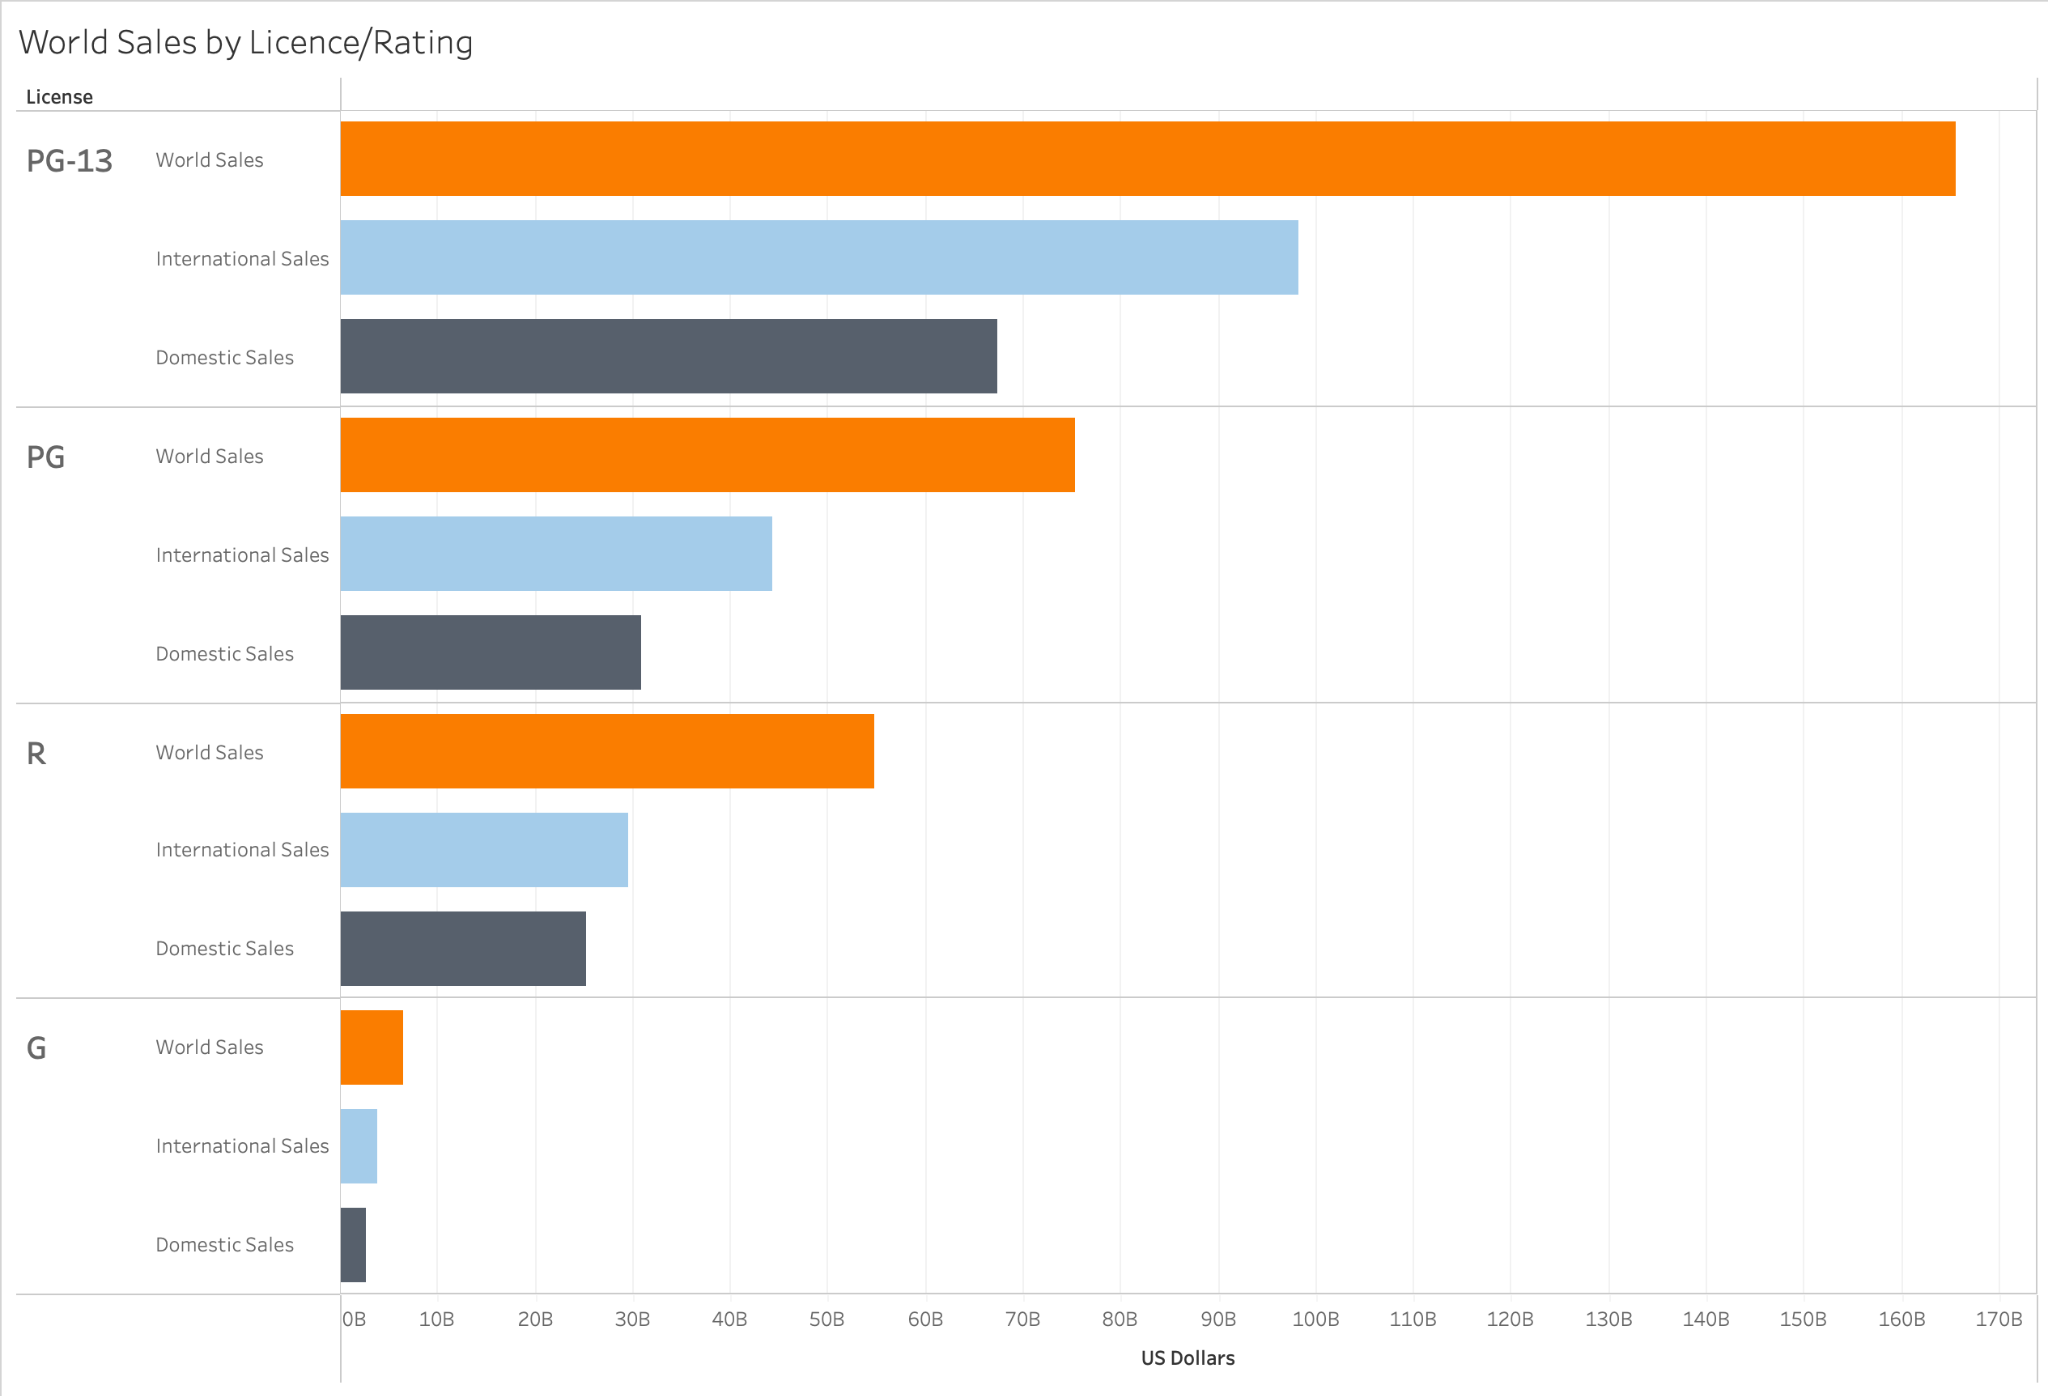 World Sales by Licence/Rating
License
PG-13 World Sales
International Sales
Domestic Sales
PG World Sales
International Sales
Domestic Sales
R World Sales
International Sales
Domestic Sales
G World Sales
International Sales
Domestic Sales
0B 10B 20B 30B 40B 50B 60B 70B 80B 90B 100B 110B 120B 130B 140B 150B 160B 170B
US Dollars